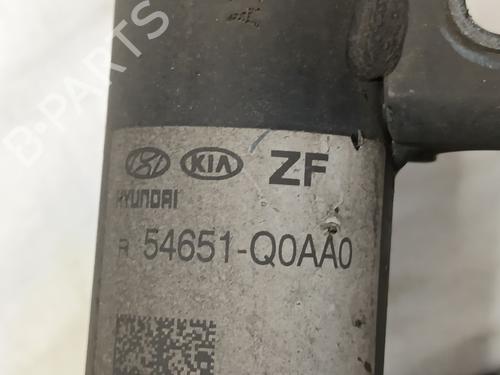 KIA ZF
HYUNDAI
R 54651-Q0AA0
B-PARTS